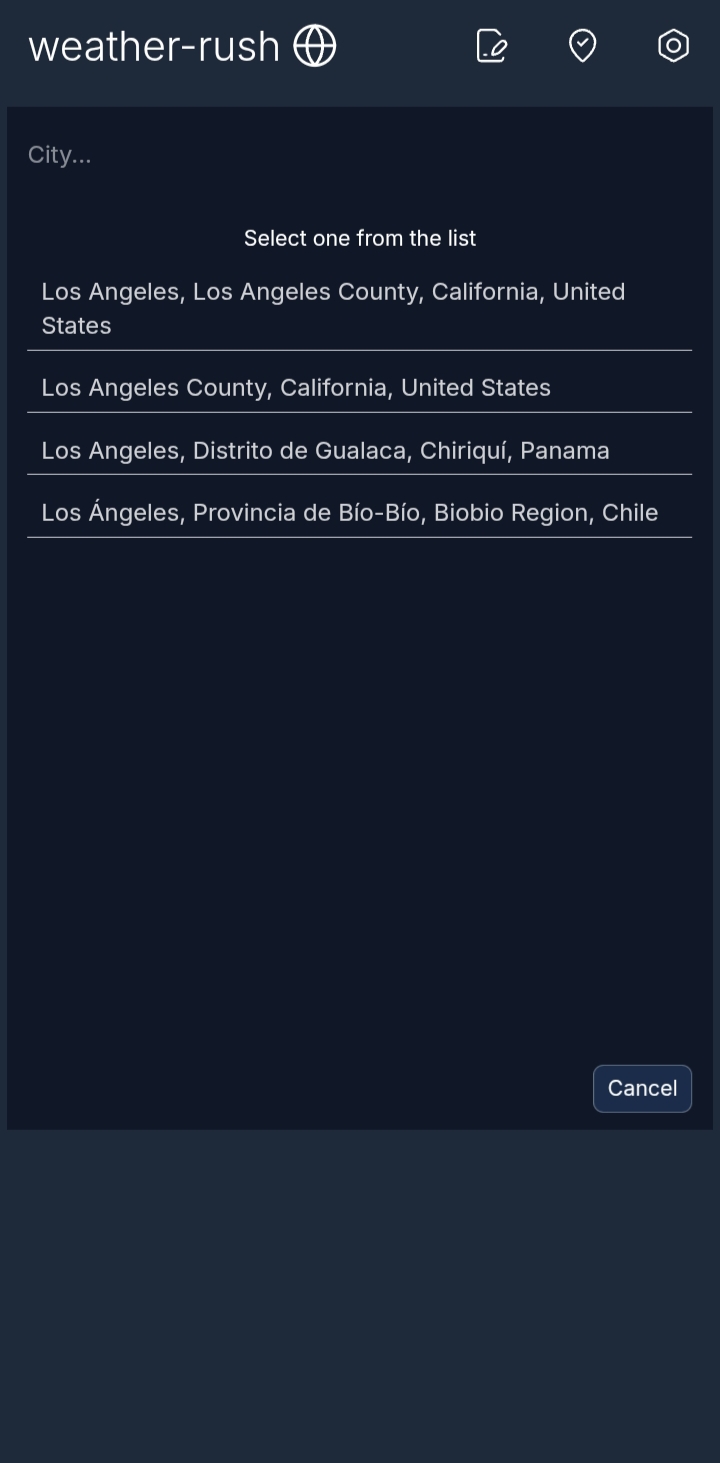 weather-rush
City...
Select one from the list
Los Angeles, Los Angeles County, California, United
States
Los Angeles County, California, United States
Los Angeles, Distrito de Gualaca, Chiriquí, Panama
Los Ángeles, Provincia de Bío-Bío, Biobio Region, Chile
Cancel